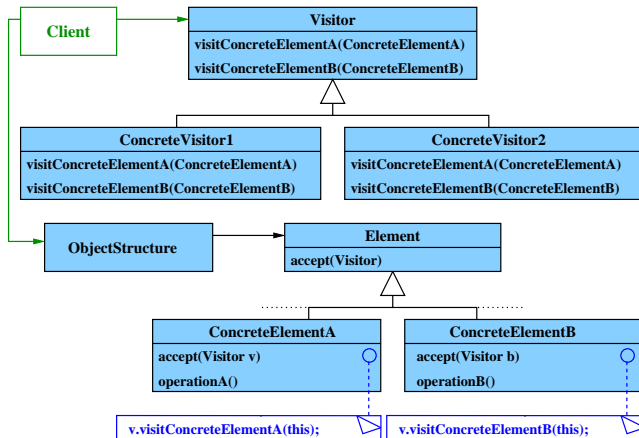 Client
Visitor
visitConcreteElementA(ConcreteElementA)
visitConcreteElementB(ConcreteElementB)
ConcreteVisitor1
visitConcreteElementA(ConcreteElementA)
visitConcreteElementB(ConcreteElementB)
ConcreteVisitor2
visitConcreteElementA(ConcreteElementA)
visitConcreteElementB(ConcreteElementB)
ObjectStructure
Element
accept(Visitor)
ConcreteElementA
accept(Visitor v)
operationA()
ConcreteElementB
accept(Visitor b)
operationB()
v.visitConcreteElementA(this);
v.visitConcreteElementB(this);